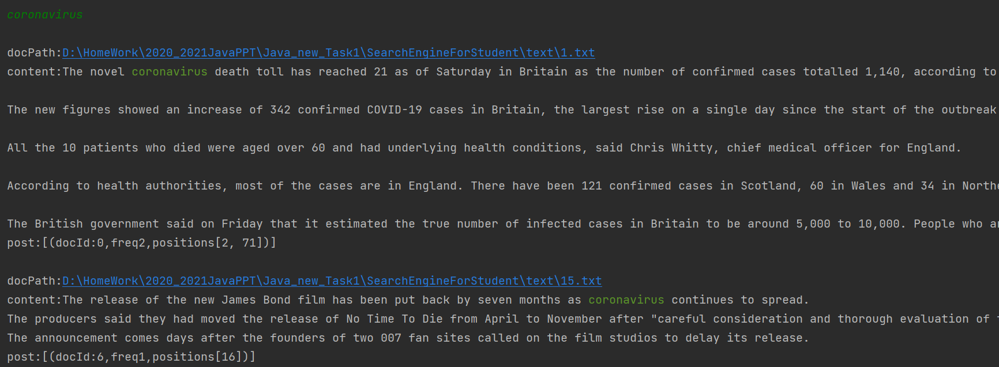 coronavirus
docPath:D:\HomeWork\2020_2021JavaPPT\Java_new_Task1\SearchEngineForStudent\text\1.txt
content:The novel coronavirus death toll has reached 21 as of Saturday in Britain as the number of confirmed cases totalled 1,140, according to
The new figures showed an increase of 342 confirmed COVID-19 cases in Britain, the largest rise on a single day since the start of the outbreak
All the 10 patients who died were aged over 60 and had underlying health conditions, said Chris Whitty, chief medical officer for England.
According to health authorities, most of the cases are in England. There have been 121 confirmed cases in Scotland, 60 in Wales and 34 in
The British government said on Friday that it estimated the true number of infected cases in Britain to be around 5,000 to 10,000. People who
post:[(docId:0,freq2,positions[2, 71])]
docPath:D:\HomeWork\2020_2021JavaPPT\Java_new_Task1\SearchEngineForStudent\text\15.txt
content:The release of the new James Bond film has been put back by seven months as coronavirus continues to spread.
The producers said they had moved the release of No Time To Die from April to November after "careful consideration and thorough evaluation of
The announcement comes days after the founders of two 007 fan sites called on the film studios to delay its release.
post:[(docId:6,freq1,positions[16])]